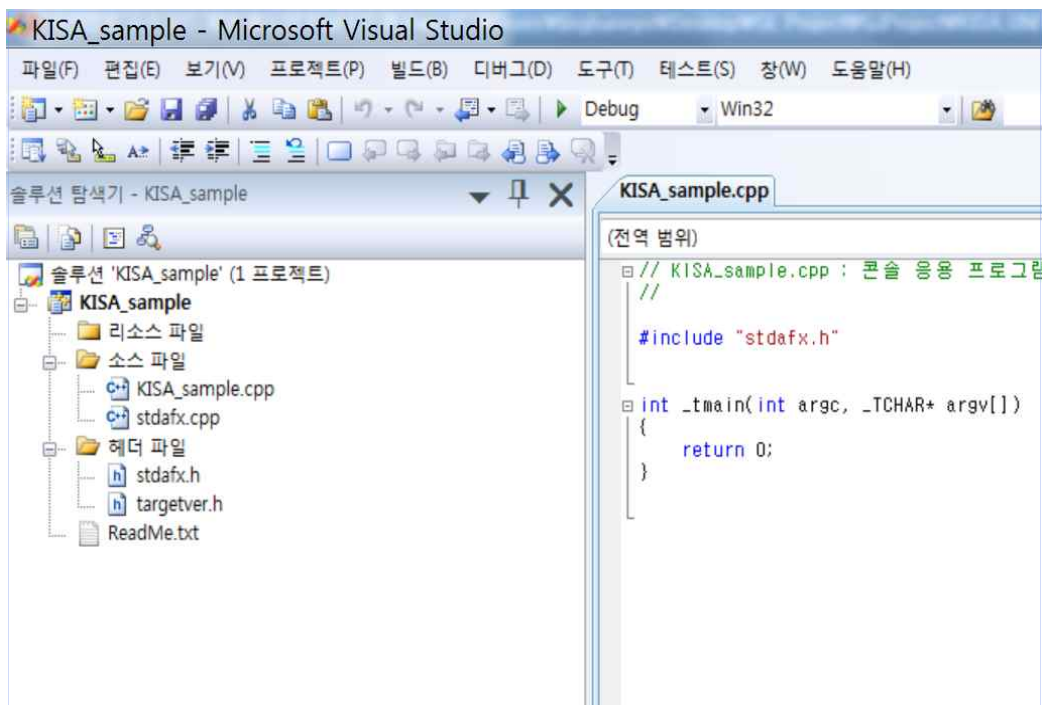 KISA_sample - Microsoft Visual Studio
파일(F) 편집(E) 보기(V) 프로젝트(P) 빌드(B) 디버그(D) 도구(T) 테스트(S) 창(W) 도움말(H)
Debug Win32
솔루션 탐색기 - KISA_sample
솔루션 'KISA_sample' (1 프로젝트)
KISA_sample
리소스 파일
소스 파일
KISA_sample.cpp
stdafx.cpp
헤더 파일
stdafx.h
targetver.h
ReadMe.txt
KISA_sample.cpp
(전역 범위)
// KISA_sample.cpp : 콘솔 응용 프로그램
//
#include "stdafx.h"
int _tmain(int argc, _TCHAR* argv[])
{
return 0;
}